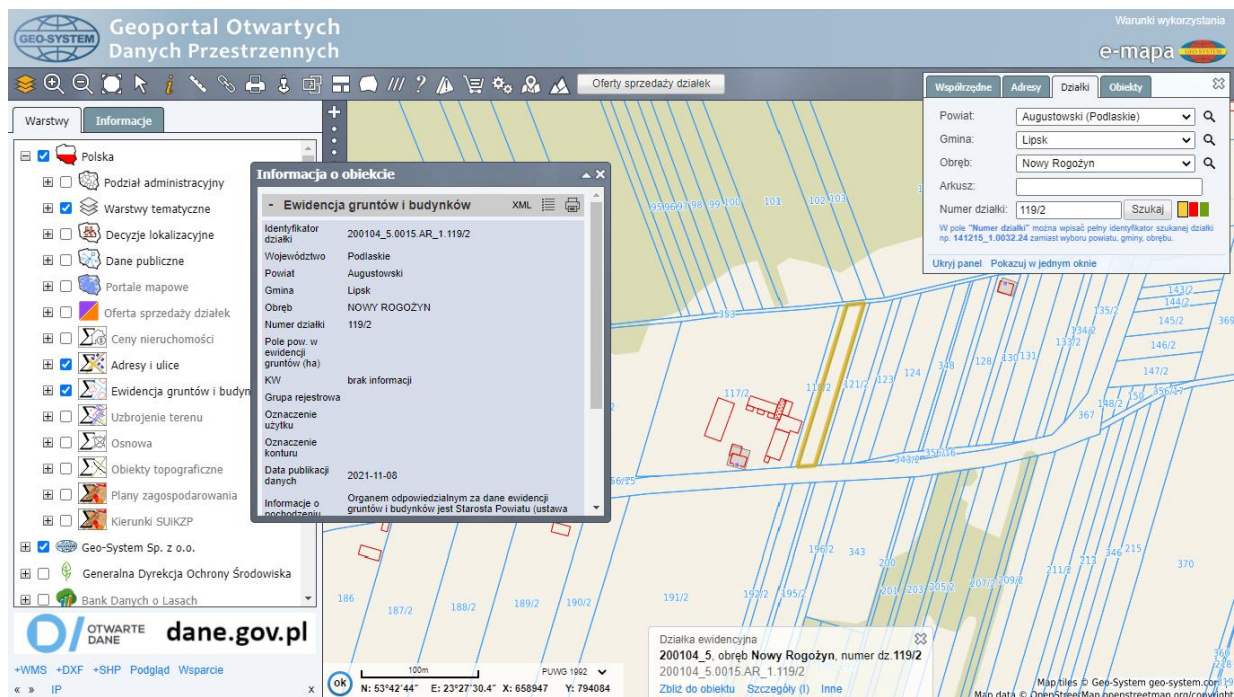 GEO-SYSTEM
Geoportal Otwartych
Danych Przestrzennych
Warunki wykorzystania
e-mapa
GEO-SYSTEM
Oferty sprzedaży działek
Warstwy Informacje
Polska
Podział administracyjny
Warstwy tematyczne
Decyzje lokalizacyjne
Dane publiczne
Portale mapowe
Oferta sprzedaży działek
Ceny nieruchomości
Adresy i ulice
Ewidencja gruntów i budyn
Uzbrojenie terenu
Osnowa
Obiekty topograficzne
Plany zagospodarowania
Kierunki SUiKZP
Geo-System Sp. z o.o.
Generalna Dyrekcja Ochrony Środowiska
Bank Danych o Lasach
OTWARTE
DANE
dane.gov.pl
+WMS +DXF +SHP Podgląd Wsparcie
« » IP x
Informacja o obiekcie
- Ewidencja gruntów i budynków XML
Identyfikator działki 200104_5.0015.AR_1.119/2
Województwo Podlaskie
Powiat Augustowski
Gmina Lipsk
Obręb NOWY ROGOŻYN
Numer działki 119/2
Pole pow. w
ewidencji
gruntów (ha)
KW brak informacji
Grupa rejestrowa
Oznaczenie
użytku
Oznaczenie
konturu
Data publikacji danych 2021-11-08
Informacje o pochodzeniu
Organem odpowiedzialnym za dane ewidencji
gruntów i budynków jest Starosta Powiatu (ustawa
Współrzędne Adresy Działki Obiekty
Powiat: Augustowski (Podlaskie)
Gmina: Lipsk
Obręb: Nowy Rogożyn
Arkusz:
Numer działki: 119/2 Szukaj
W pole "Numer działki" można wpisać pełny identyfikator szukanej działki
np. 141215_1.0032.24 zamiast wyboru powiatu, gminy, obrębu.
Ukryj panel Pokazuj w jednym oknie
95 96 97 98 99 100 101 102 103
353
143/2
144/2
135/2
145/2 369
134/2
133/2
146/2
147/2
117/2
121/2 123 124 348 128 130 131
148/2 150 356/17
367
343/2 356/16
196/2 343
200
346 215
213
211/2
370
186 187/2 188/2 189/2 190/2 191/2 192/2 195/2
201 203 205/2 207/2 209/2
Działka ewidencyjna
200104_5, obręb Nowy Rogożyn, numer dz.119/2
200104_5.0015.AR_1.119/2
Zbliż do obiektu Szczegóły (I) Inne
100m PUWG 1992
ok N: 53°42'44" E: 23°27'30.4" X: 658947 Y: 794084
Map tiles © Geo-System geo-system.com
Map data © OpenStreetMap openstreetmap.org/copyright